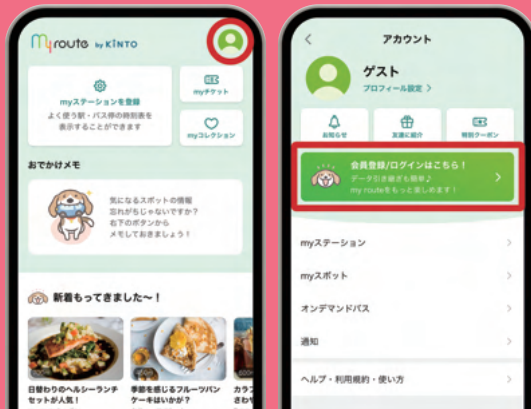 my route by KINTO
myステーションを登録
よく使う駅・バス停の時刻表を
表示することができます
myチケット
myコレクション
おでかけメモ
気になるスポットの情報
忘れがちじゃないですか？
右下のボタンから
メモしておきましょう！
新着もってきました〜！
日替わりのヘルシーランチ
セットが人気！
季節を感じるフルーツパン
ケーキはいかが？
アカウント
ゲスト
プロフィール設定
お知らせ
友達に紹介
特別クーポン
会員登録/ログインはこちら！
データ引き継ぎも簡単♪
my routeをもっと楽しめます！
myステーション
myスポット
オンデマンドバス
通知
ヘルプ・利用規約・使い方